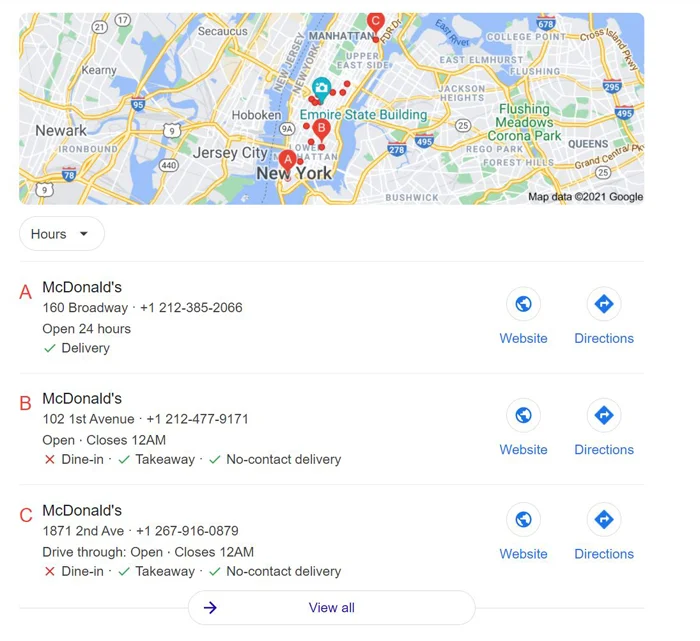 Secaucus
MANHATTAN
C
FDR Dr
East River
678
COLLEGE POINT
Cross Island Pkwy
21
17
NEW JERSEY
NEW YORK
UPPER
EAST SIDE
EAST ELMHURST
FLUSHING
Kearny
95
JACKSON
HEIGHTS
295
Hoboken
Empire State Building
Flushing
Meadows
Corona Park
495
Newark
9
9A
B
25
IRONBOUND
Jersey City
LOWER
MANHATTAN
278
495
REGO PARK
QUEENS
440
A
FOREST HILLS
Grand Central Pkwy
78
New York
25
9
BUSHWICK
Map data ©2021 Google
Hours
A
McDonald's
160 Broadway · +1 212-385-2066
Open 24 hours
Delivery
Website
Directions
B
McDonald's
102 1st Avenue · +1 212-477-9171
Open · Closes 12AM
Dine-in · Takeaway · No-contact delivery
Website
Directions
C
McDonald's
1871 2nd Ave · +1 267-916-0879
Drive through: Open · Closes 12AM
Dine-in · Takeaway · No-contact delivery
Website
Directions
View all